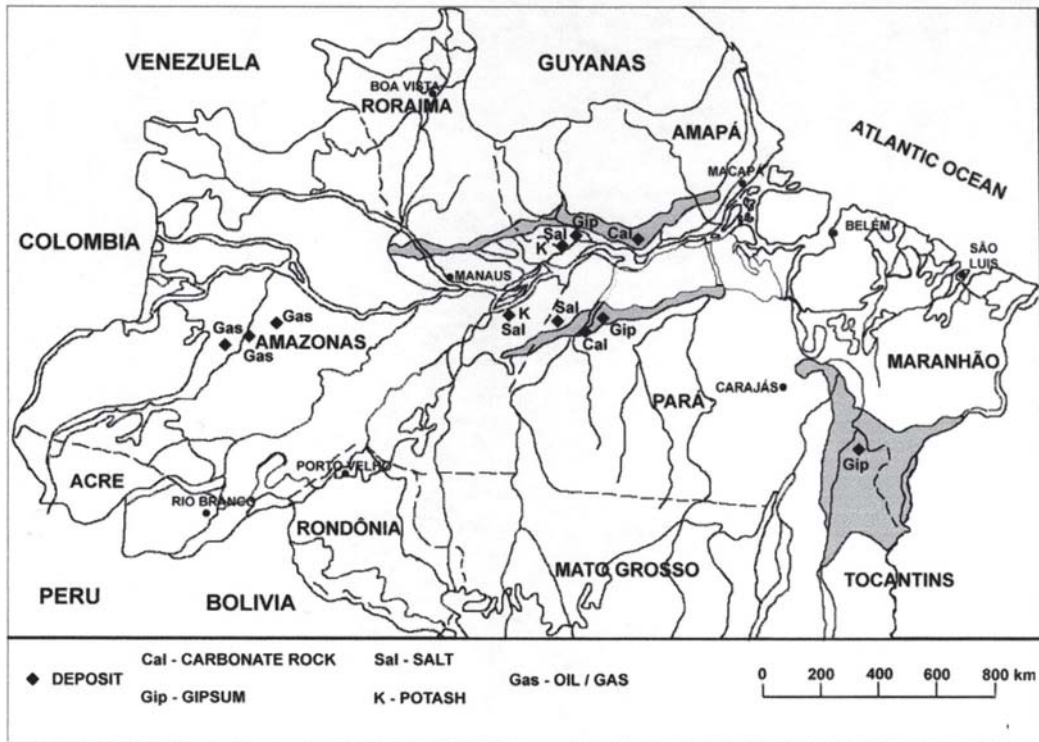 VENEZUELA
GUYANAS
BOA VISTA
RORAIMA
AMAPÁ
ATLANTIC OCEAN
MACAPÁ
COLOMBIA
Sal
Gip
K
Cal
BELÉM
SÃO
LUIS
MANAUS
Gas
Gas
Gas
AMAZONAS
K
Sal
Sal
Cal
Gip
MARANHÃO
CARAJÁS
PARÁ
Gip
ACRE
PORTO VELHO
RIO BRANCO
RONDÔNIA
MATO GROSSO
TOCANTINS
PERU
BOLIVIA
DEPOSIT
Cal - CARBONATE ROCK
Sal - SALT
Gas - OIL / GAS
Gip - GIPSUM
K - POTASH
0 200 400 600 800 km